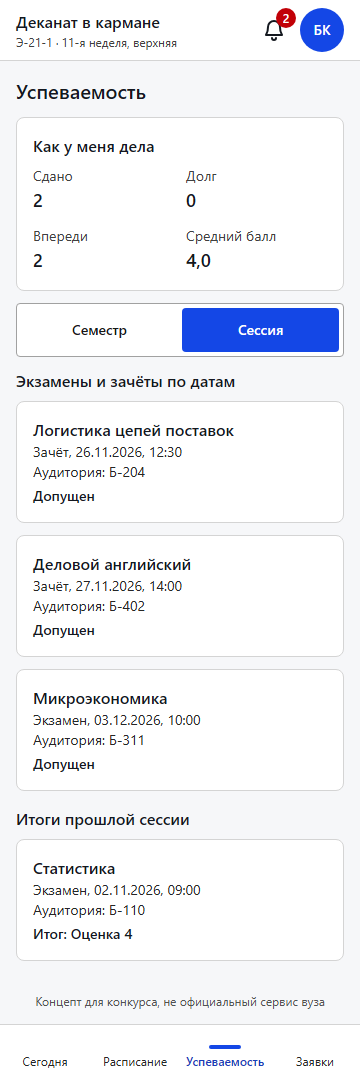 Деканат в кармане
Э-21-1 · 11-я неделя, верхняя
2
БК
Успеваемость
Как у меня дела
Сдано
Долг
2
0
Впереди
Средний балл
2
4,0
Семестр
Сессия
Экзамены и зачёты по датам
Логистика цепей поставок
Зачёт, 26.11.2026, 12:30
Аудитория: Б-204
Допущен
Деловой английский
Зачёт, 27.11.2026, 14:00
Аудитория: Б-402
Допущен
Микроэкономика
Экзамен, 03.12.2026, 10:00
Аудитория: Б-311
Допущен
Итоги прошлой сессии
Статистика
Экзамен, 02.11.2026, 09:00
Аудитория: Б-110
Итог: Оценка 4
Концепт для конкурса, не официальный сервис вуза
Сегодня
Расписание
Успеваемость
Заявки